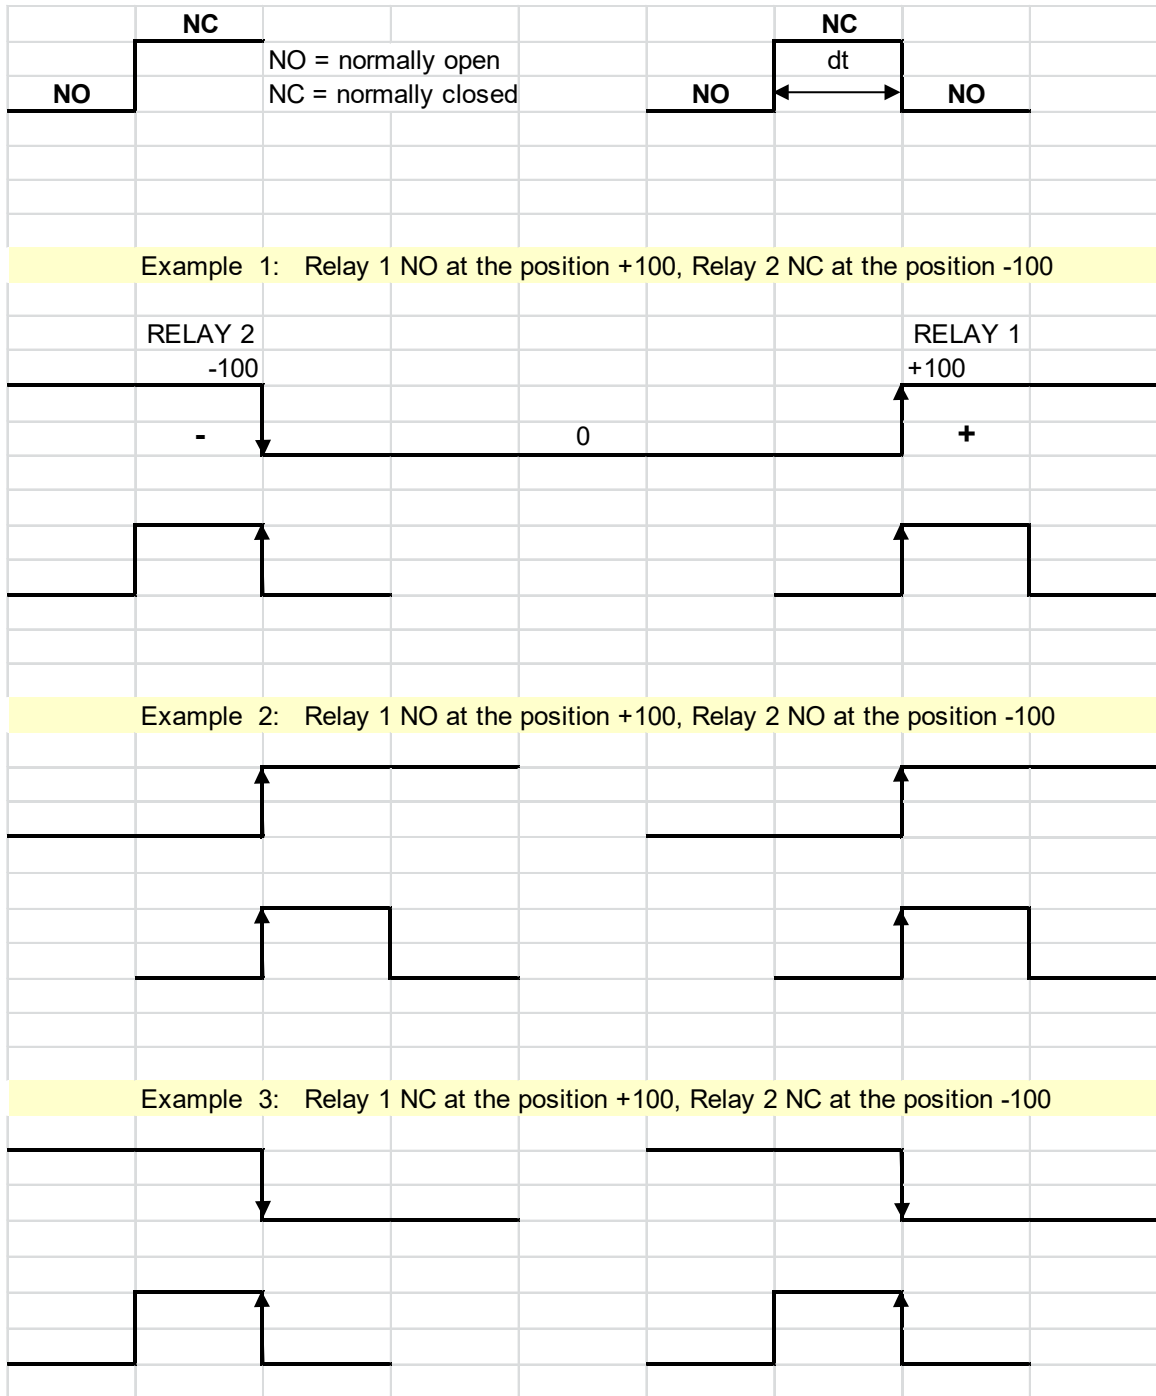 NC NC
NO = normally open dt
NO NC = normally closed NO NO
Example 1: Relay 1 NO at the position +100, Relay 2 NC at the position -100
RELAY 2 RELAY 1
-100 +100
- 0 +
Example 2: Relay 1 NO at the position +100, Relay 2 NO at the position -100
Example 3: Relay 1 NC at the position +100, Relay 2 NC at the position -100